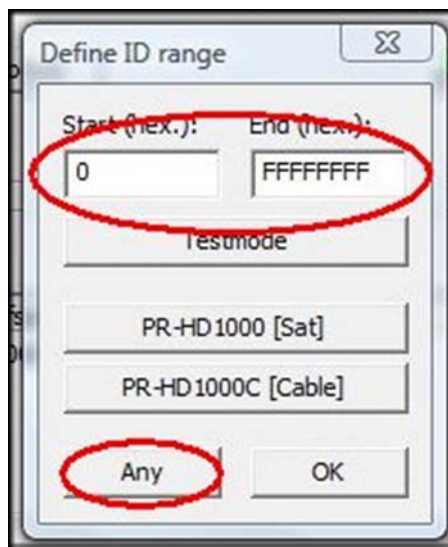 Define ID range
Start (hex.): End (hex.):
0 FFFFFFFF
Testmode
PR-HD1000 [Sat]
PR-HD1000C [Cable]
Any OK